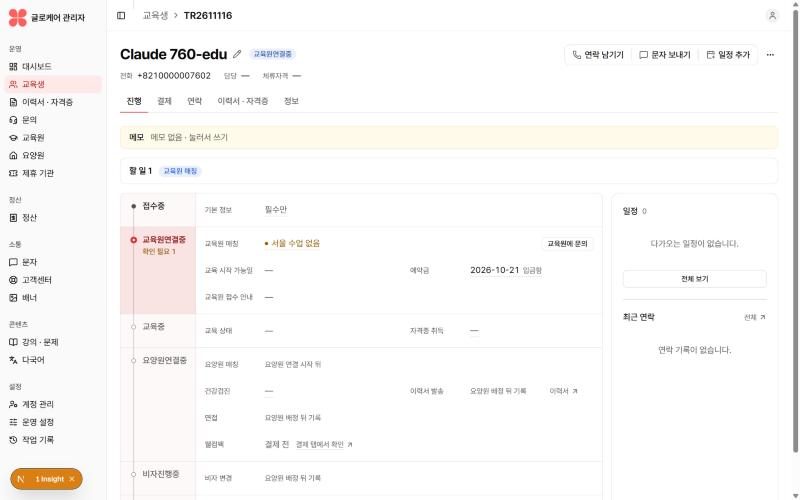 글로케어 관리자
교육생 > TR2611116
운영
대시보드
교육생
이력서 · 자격증
문의
교육원
요양원
제휴 기관
정산
정산
소통
문자
고객센터
배너
콘텐츠
강의 · 문제
다국어
설정
계정 관리
운영 설정
작업 기록
N 1 Insight ×
Claude 760-edu
교육원연결중
연락 남기기
문자 보내기
일정 추가
전화 +8210000007602 담당 — 체류자격 —
진행 결제 연락 이력서 · 자격증 정보
메모 메모 없음 · 눌러서 쓰기
할 일 1 교육원 매칭
접수중
기본 정보 필수만
교육원연결중
확인 필요 1
교육원 매칭 서울 수업 없음 교육원에 문의
교육 시작 가능일 — 예약금 2026-10-21 입금함
교육원 접수 안내 —
교육중
교육 상태 — 자격증 취득 —
요양원연결중
요양원 매칭 요양원 연결 시작 뒤
건강검진 — 이력서 발송 요양원 배정 뒤 기록 이력서 ↗
면접 요양원 배정 뒤 기록
웰컴백 결제 전 결제 탭에서 확인 ↗
비자진행중
비자 변경 요양원 배정 뒤 기록
일정 0
다가오는 일정이 없습니다.
전체 보기
최근 연락 전체 ↗
연락 기록이 없습니다.